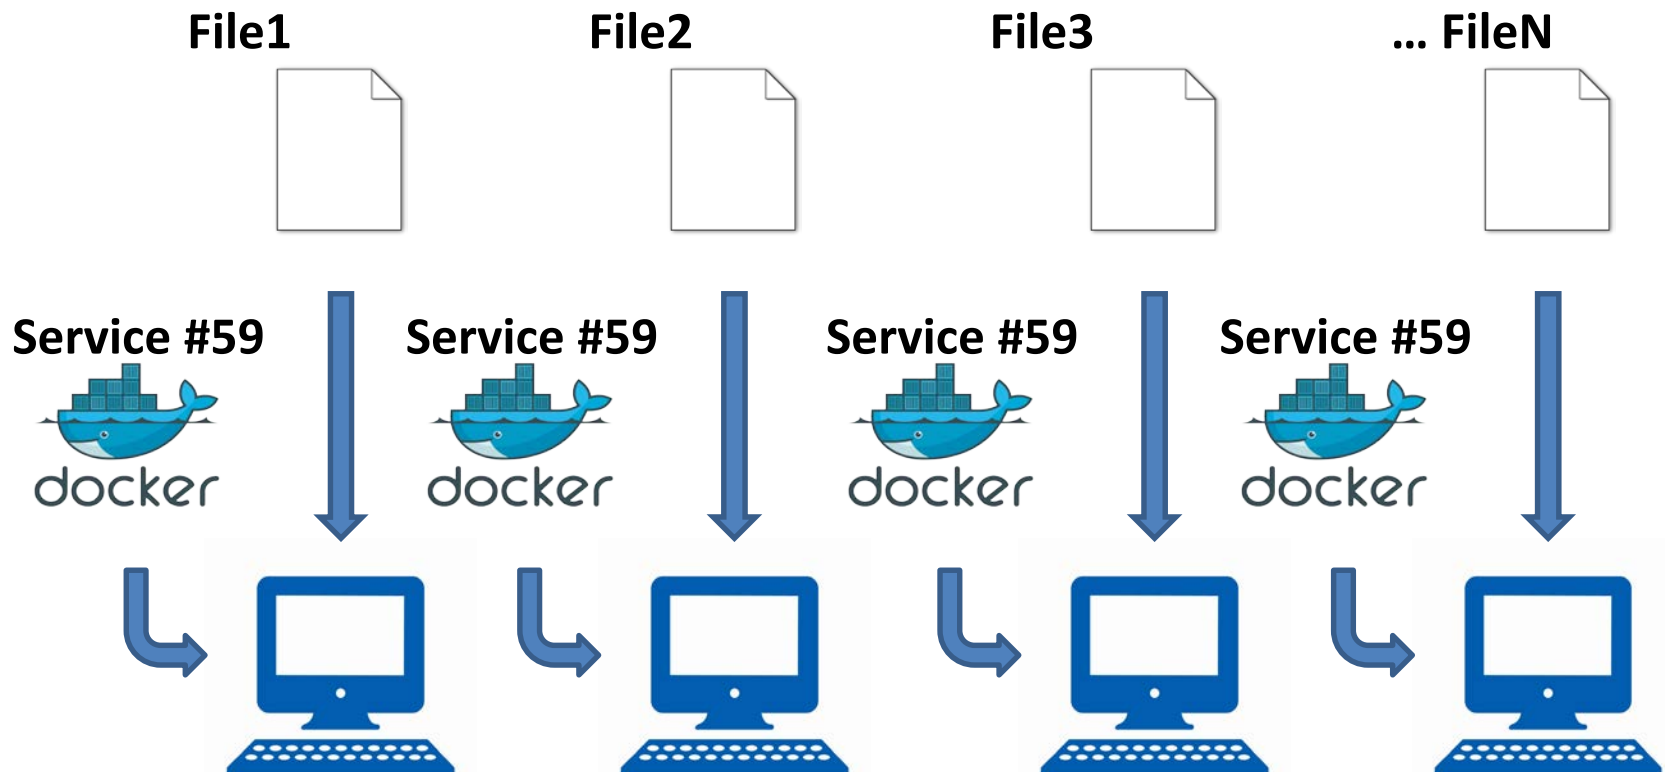 File1 File2 File3 ... FileN
Service #59 Service #59 Service #59 Service #59
docker docker docker docker